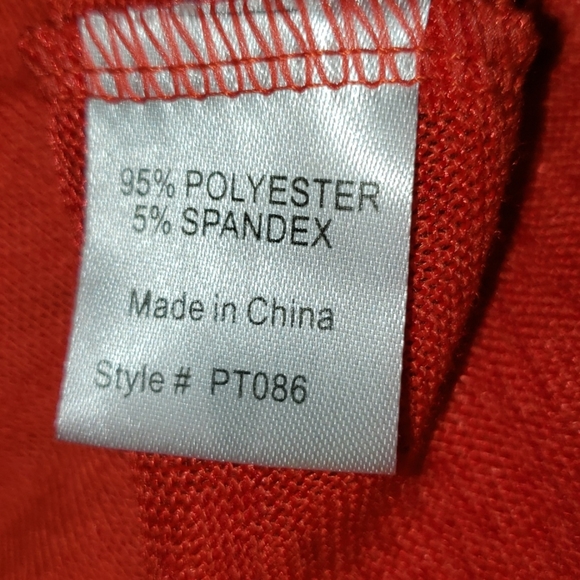 95% POLYESTER
5% SPANDEX
Made in China
Style # PT086